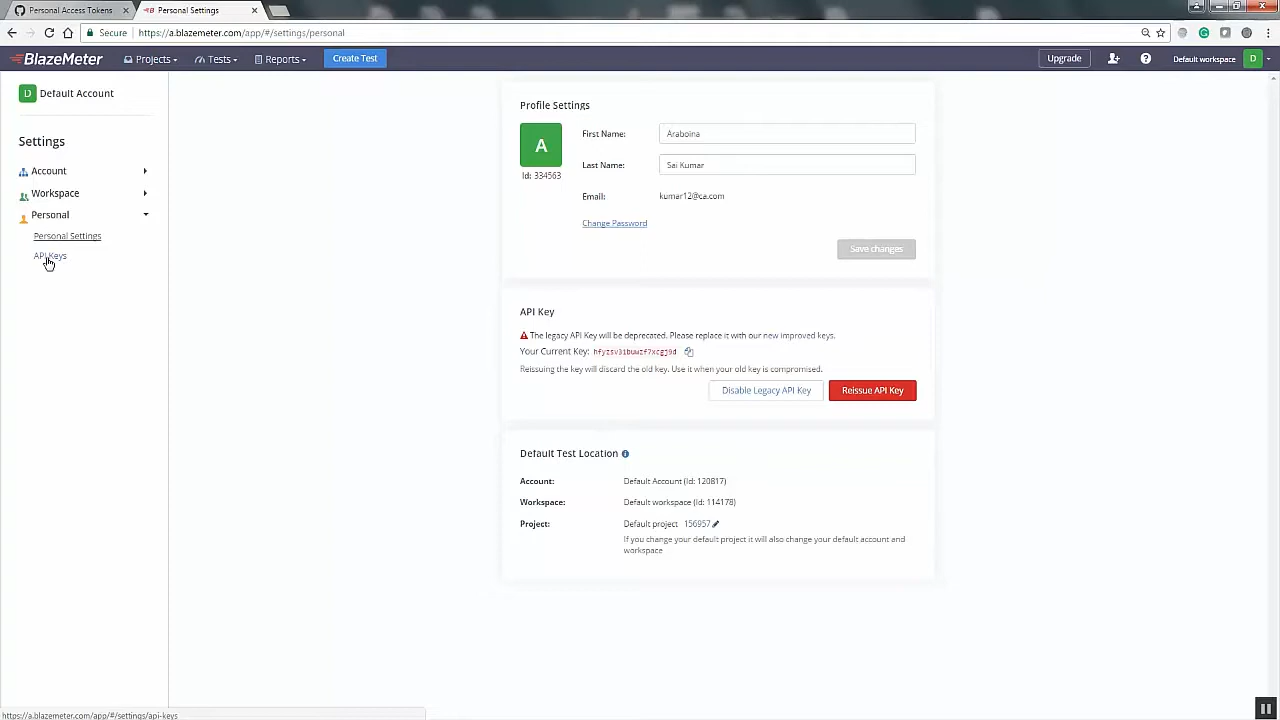 Personal Access Tokens
Personal Settings
Secure https://a.blazemeter.com/app/#/settings/personal
BlazeMeter Projects Tests Reports Create Test Upgrade Default workspace D
D Default Account
Settings
Account
Workspace
Personal
Personal Settings
API Keys
Profile Settings
A
Id: 334563
First Name: Araboina
Last Name: Sai Kumar
Email: kumar12@ca.com
Change Password
Save changes
API Key
The legacy API Key will be deprecated. Please replace it with our new improved keys.
Your Current Key:
Reissuing the key will discard the old key. Use it when your old key is compromised.
Disable Legacy API Key Reissue API Key
Default Test Location
Account: Default Account (Id: 120817)
Workspace: Default workspace (Id: 114178)
Project: Default project 156957
If you change your default project it will also change your default account and
workspace
https://a.blazemeter.com/app/#/settings/api-keys